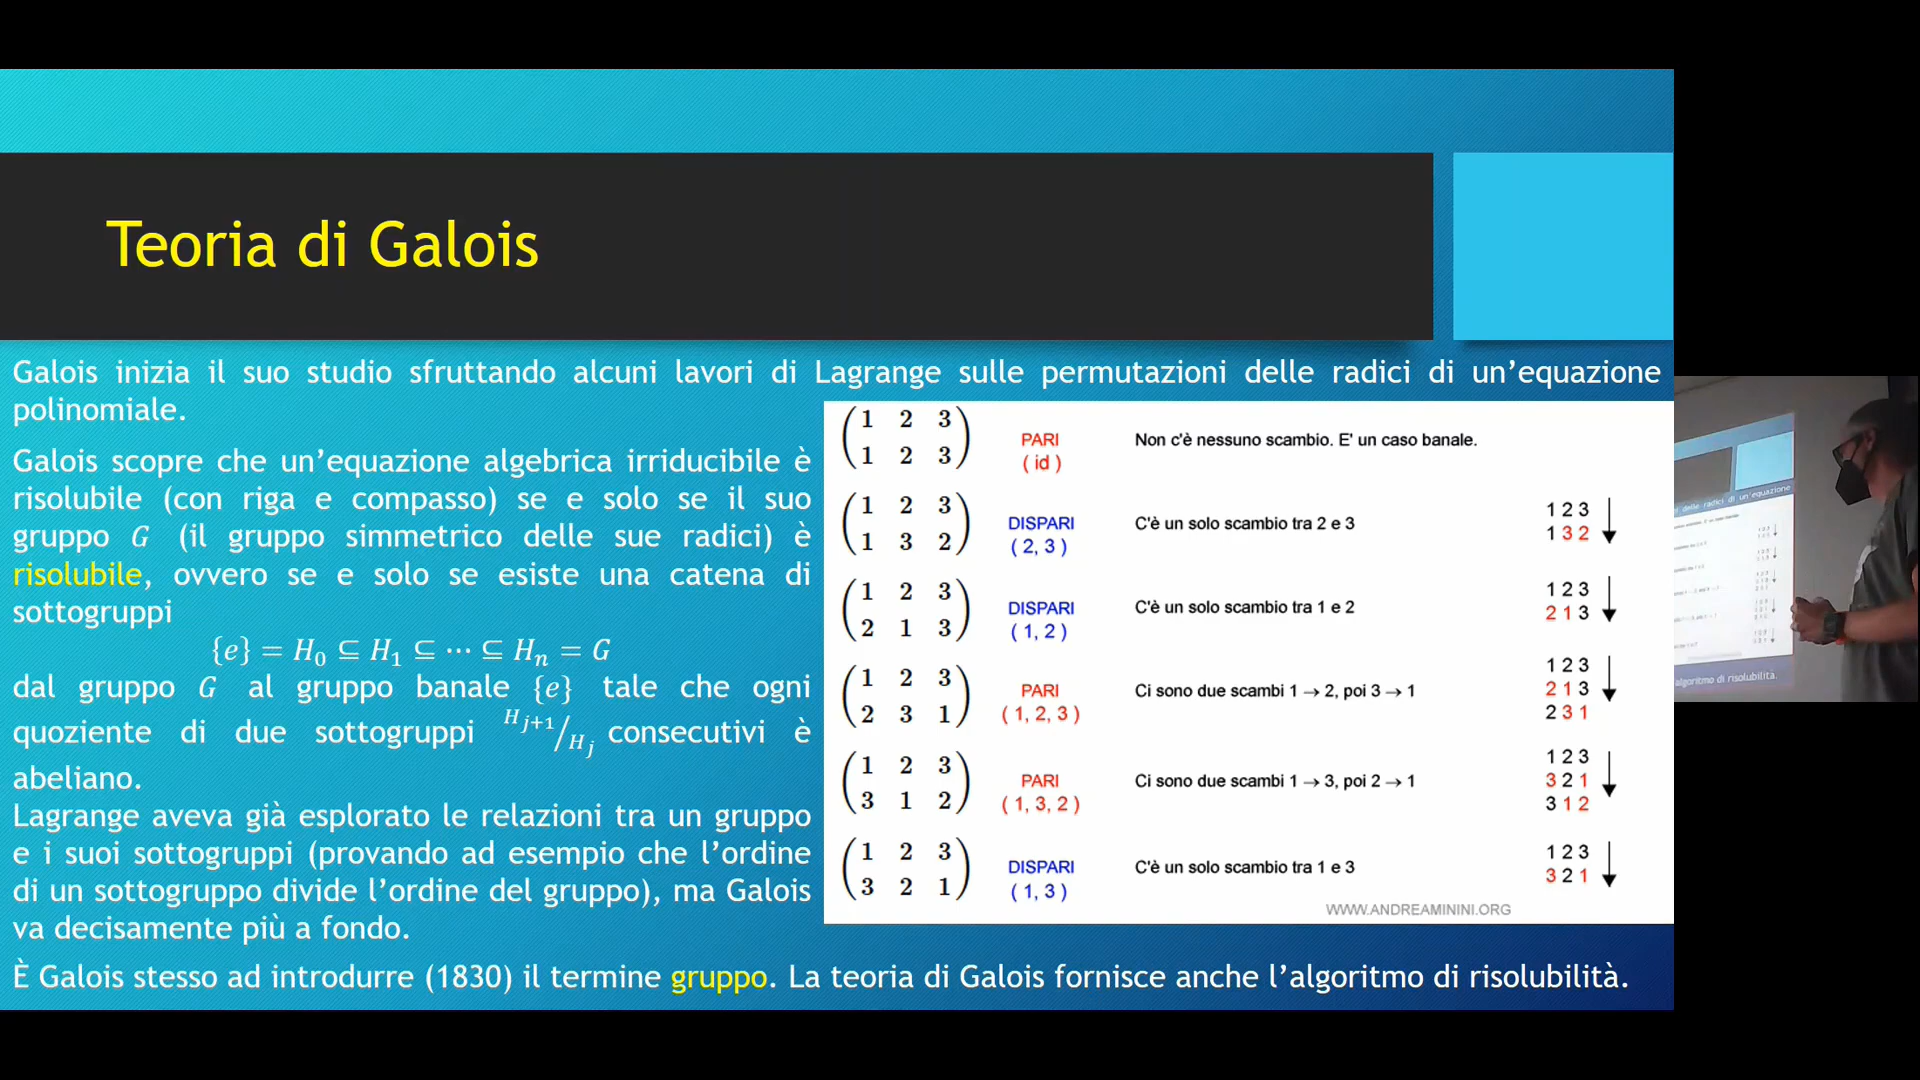 Teoria di Galois
Galois inizia il suo studio sfruttando alcuni lavori di Lagrange sulle permutazioni delle radici di un’equazione
polinomiale.
Galois scopre che un’equazione algebrica irriducibile è
risolubile (con riga e compasso) se e solo se il suo
gruppo G (il gruppo simmetrico delle sue radici) è
risolubile, ovvero se e solo se esiste una catena di
sottogruppi
{e} = H₀ ⊆ H₁ ⊆ ⋯ ⊆ Hₙ = G
dal gruppo G al gruppo banale {e} tale che ogni
quoziente di due sottogruppi H_{j+1}/H_j consecutivi è
abeliano.
Lagrange aveva già esplorato le relazioni tra un gruppo
e i suoi sottogruppi (provando ad esempio che l’ordine
di un sottogruppo divide l’ordine del gruppo), ma Galois
va decisamente più a fondo.
1 2 3
1 2 3
PARI
( id )
Non c'è nessuno scambio. E' un caso banale.
1 2 3
1 3 2
DISPARI
( 2, 3 )
C'è un solo scambio tra 2 e 3
1 2 3
1 3 2
1 2 3
2 1 3
DISPARI
( 1, 2 )
C'è un solo scambio tra 1 e 2
1 2 3
2 1 3
1 2 3
2 3 1
PARI
( 1, 2, 3 )
Ci sono due scambi 1 → 2, poi 3 → 1
1 2 3
2 1 3
2 3 1
1 2 3
3 1 2
PARI
( 1, 3, 2 )
Ci sono due scambi 1 → 3, poi 2 → 1
1 2 3
3 2 1
3 1 2
1 2 3
3 2 1
DISPARI
( 1, 3 )
C'è un solo scambio tra 1 e 3
1 2 3
3 2 1
WWW.ANDREAMININI.ORG
È Galois stesso ad introdurre (1830) il termine gruppo. La teoria di Galois fornisce anche l’algoritmo di risolubilità.
delle radici di un'equazione
algoritmo di risolubilità.